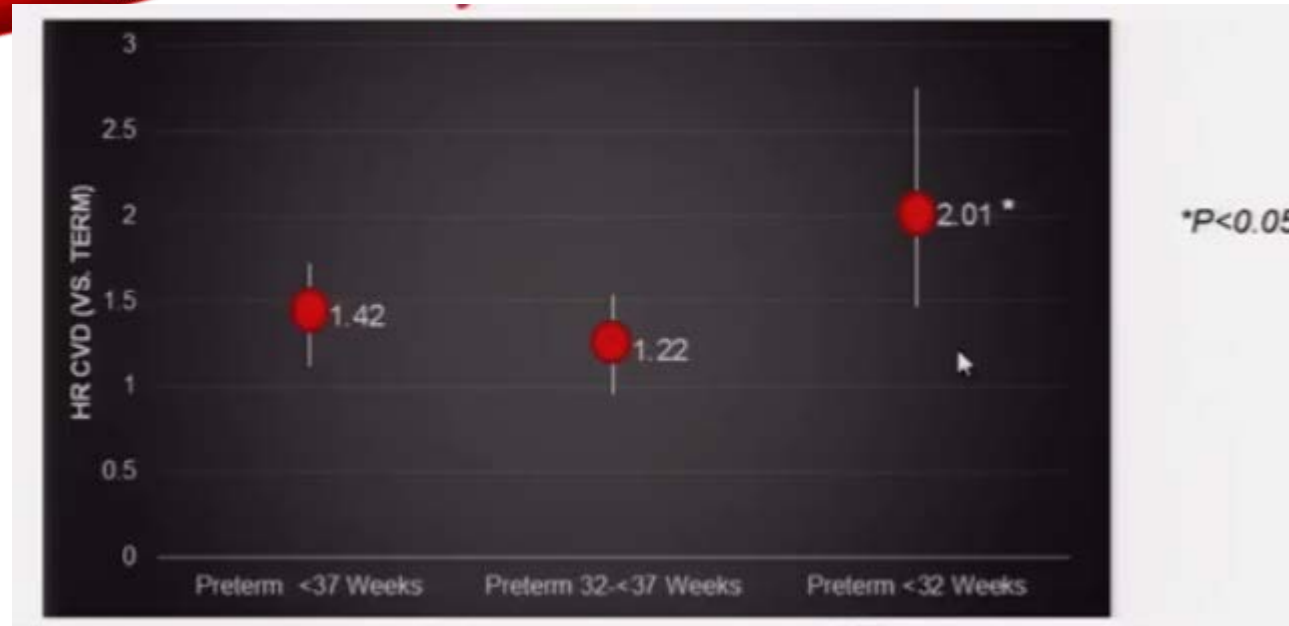 3
2.5
2
1.5
1
0.5
0
HR CVD (VS. TERM)
1.42
1.22
2.01 *
Preterm <37 Weeks
Preterm 32-<37 Weeks
Preterm <32 Weeks
*P<0.05